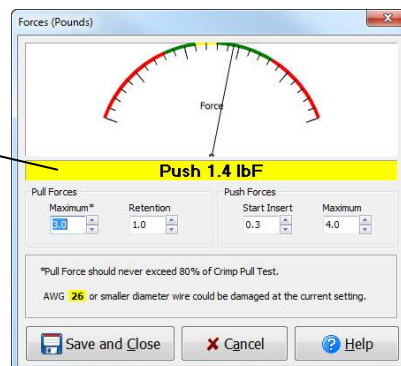 Forces (Pounds)
Force
Push 1.4 lbF
Pull Forces
Push Forces
Maximum*
Retention
Start Insert
Maximum
3.0
1.0
0.3
4.0
*Pull Force should never exceed 80% of Crimp Pull Test.
AWG 26 or smaller diameter wire could be damaged at the current setting.
Save and Close
Cancel
Help